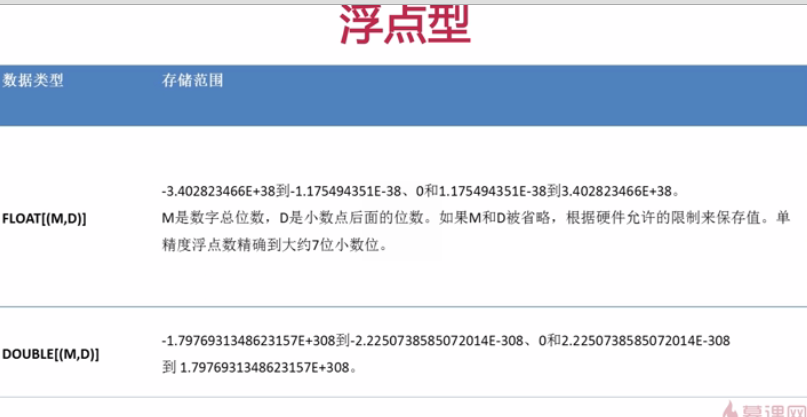 浮点型
数据类型 存储范围
-3.402823466E+38到-1.175494351E-38、0和1.175494351E-38到3.402823466E+38。
FLOAT[(M,D)] M是数字总位数，D是小数点后面的位数。如果M和D被省略，根据硬件允许的限制来保存值。单
精度浮点数精确到大约7位小数位。
-1.7976931348623157E+308到-2.2250738585072014E-308、0和2.2250738585072014E-308
DOUBLE[(M,D)]
到 1.7976931348623157E+308。
慕课网